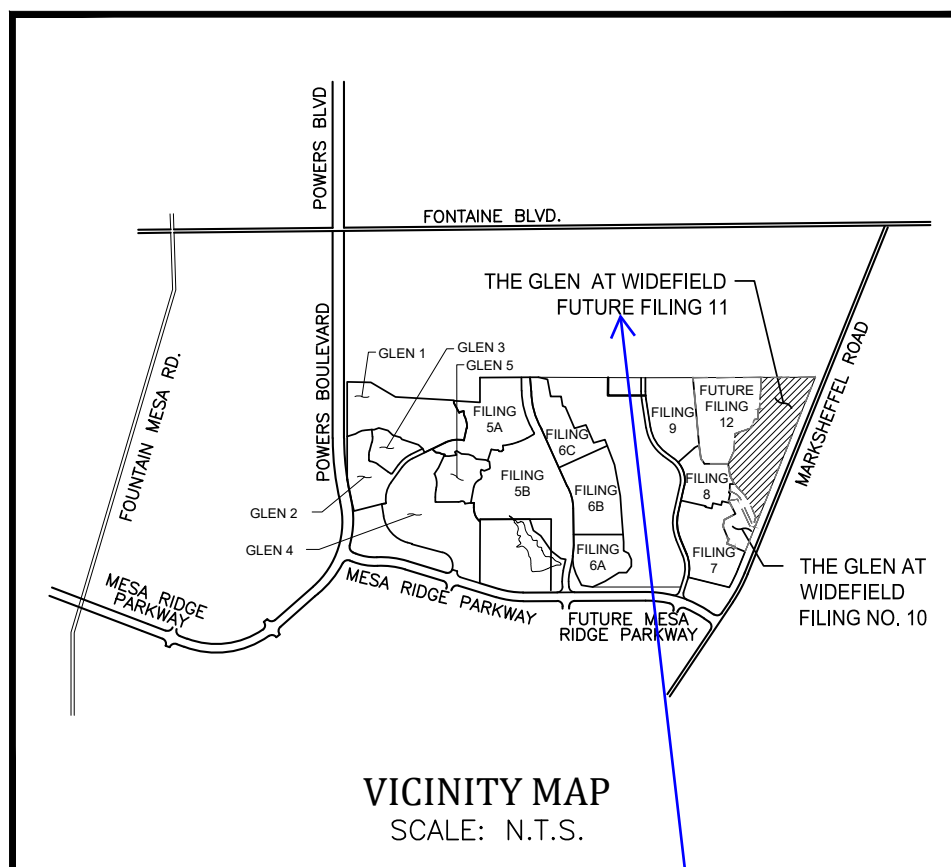 POWERS BLVD
FONTAINE BLVD.
THE GLEN AT WIDEFIELD
FUTURE FILING 11
FOUNTAIN MESA RD.
POWERS BOULEVARD
MARKSHEFFEL ROAD
GLEN 1
GLEN 3
GLEN 5
FILING
5A
FILING
6C
FILING
9
FUTURE
FILING
12
GLEN 2
GLEN 4
FILING
5B
FILING
6B
FILING
8
FILING
6A
FILING
7
THE GLEN AT
WIDEFIELD
FILING NO. 10
MESA RIDGE
PARKWAY
MESA RIDGE PARKWAY
FUTURE MESA
RIDGE PARKWAY
VICINITY MAP
SCALE: N.T.S.